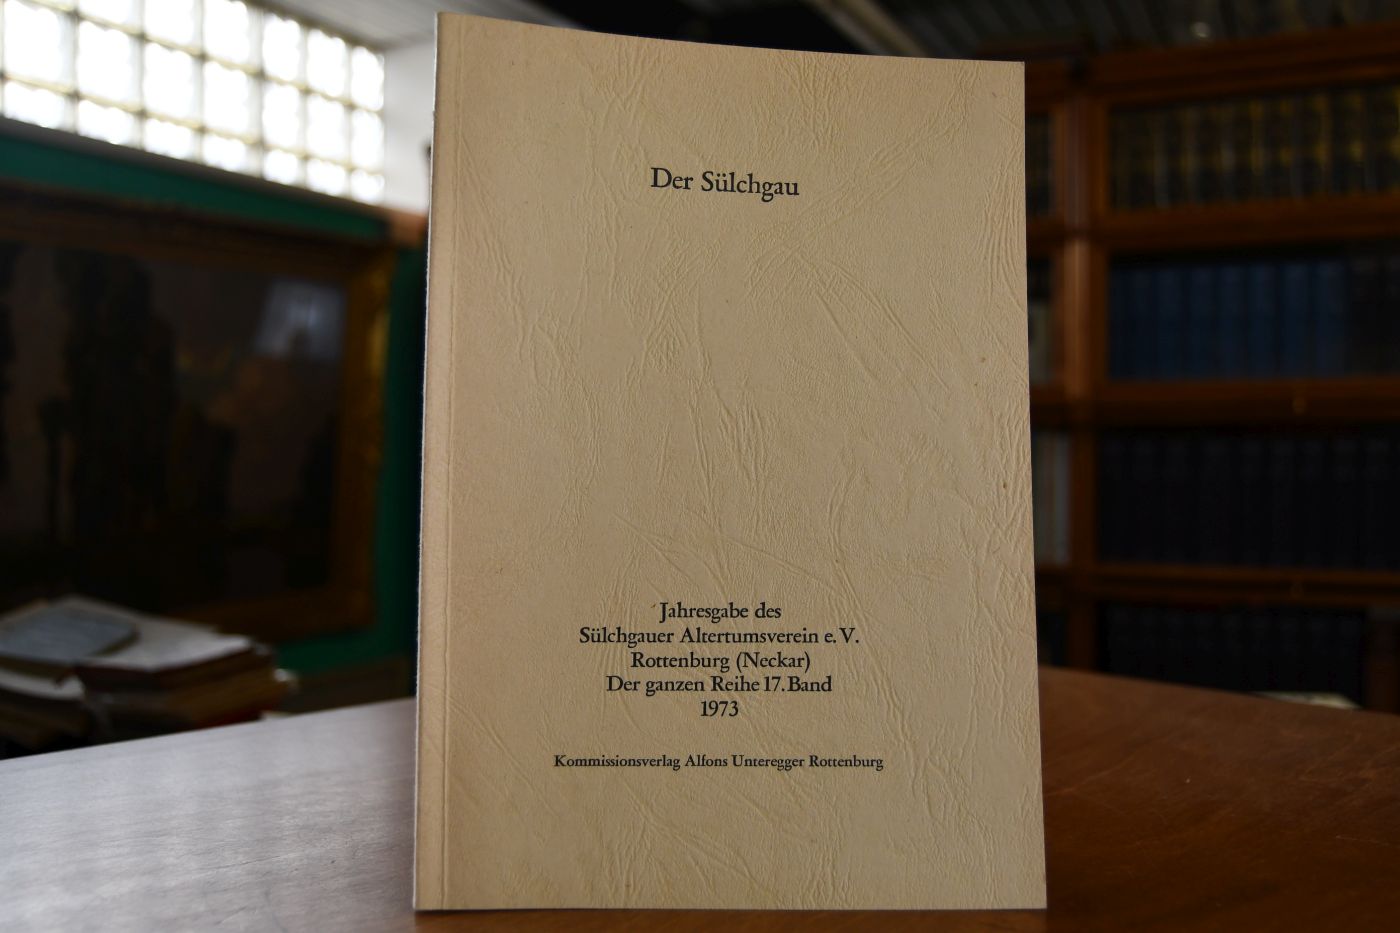 Der Sülchgau
Jahresgabe des
Sülchgauer Altertumsverein e. V.
Rottenburg (Neckar)
Der ganzen Reihe 17. Band
1973
Kommissionsverlag Alfons Unteregger Rottenburg